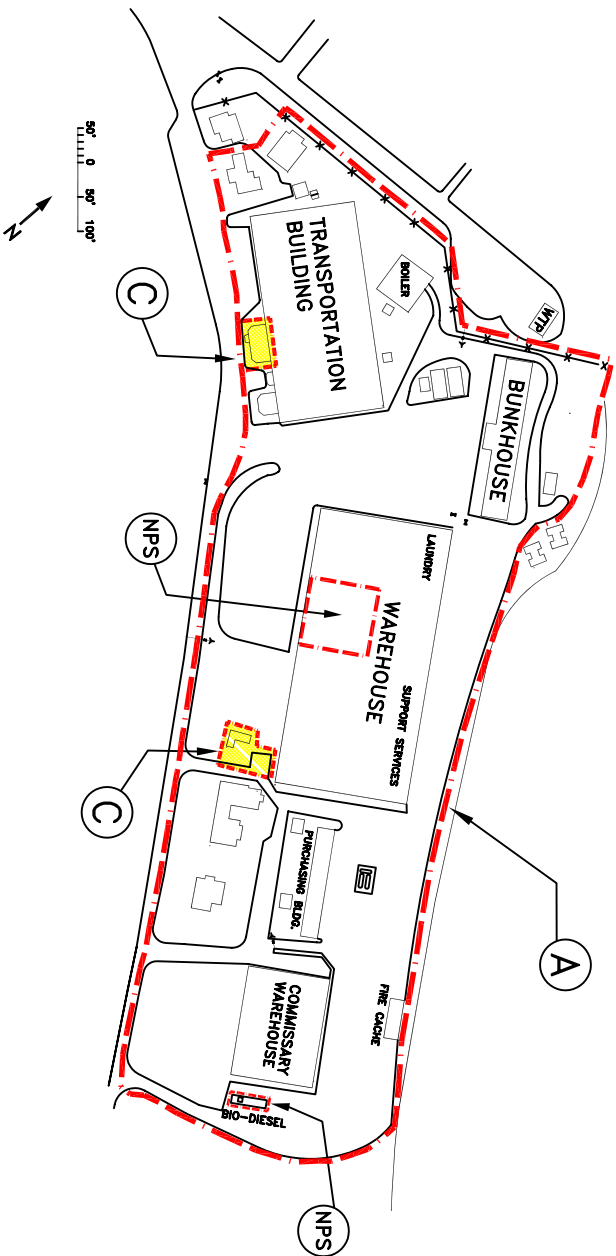 50'
0
50'
100'
N
TRANSPORTATION
BUILDING
BOILER
WTP
BUNKHOUSE
C
NPS
LAUNDRY
WAREHOUSE
SUPPORT SERVICES
C
A
PURCHASING BLDG.
FIRE CACHE
COMMISSARY
WAREHOUSE
BIO-DIESEL
NPS